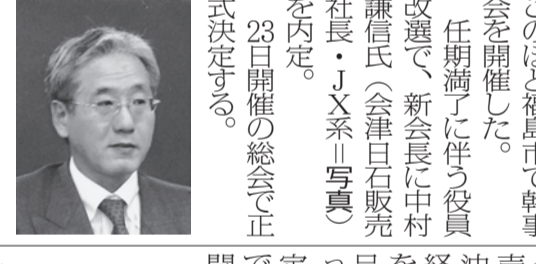 このほど福島市で幹事
会を開催した。
任期満了に伴う役員
改選で、新会長に中村
謙信氏（会津日石販売
社長・ＪＸ系＝写真）
を内定。
23日開催の総会で正
式決定する。